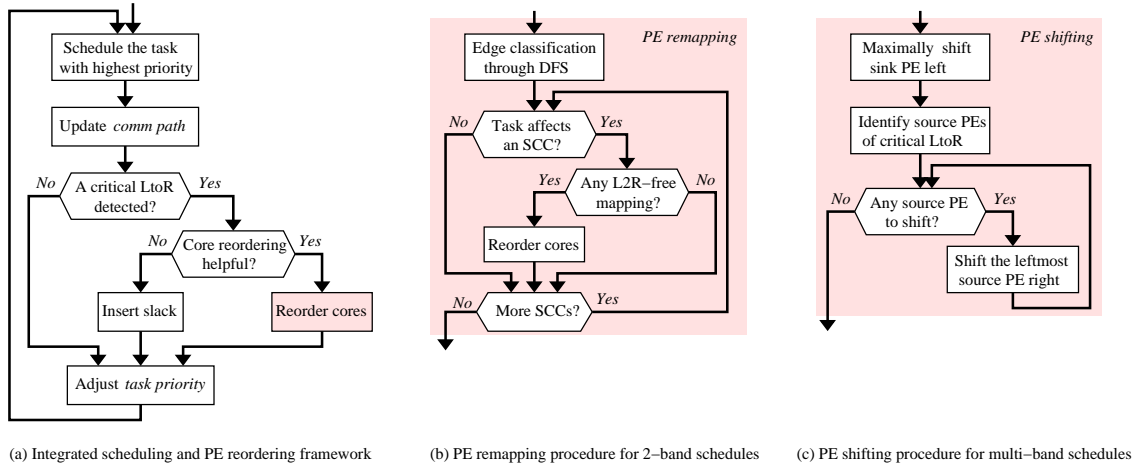 Schedule the task
with highest priority
Update comm path
No
A critical LtoR
detected?
Yes
No
Core reordering
helpful?
Yes
Insert slack
Reorder cores
Adjust task priority
(a) Integrated scheduling and PE reordering framework
PE remapping
Edge classification
through DFS
No
Task affects
an SCC?
Yes
Yes
Any L2R−free
mapping?
No
Reorder cores
No
More SCCs?
Yes
(b) PE remapping procedure for 2−band schedules
PE shifting
Maximally shift
sink PE left
Identify source PEs
of critical LtoR
No
Any source PE
to shift?
Yes
Shift the leftmost
source PE right
(c) PE shifting procedure for multi−band schedules